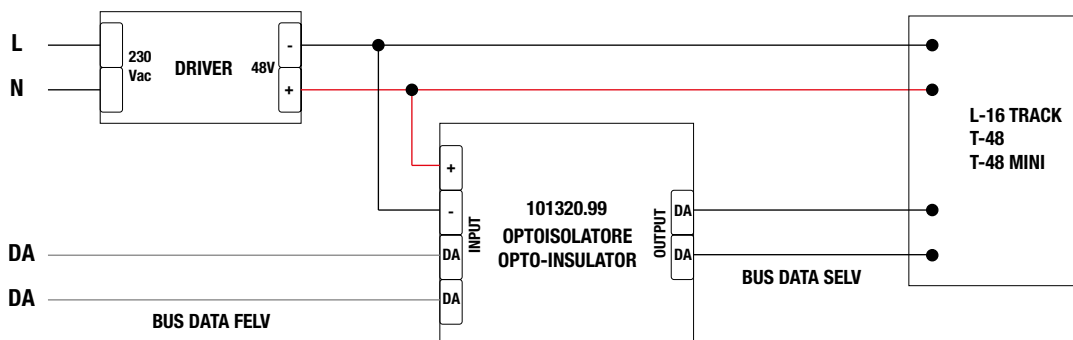 L
N
230
Vac
DRIVER
48V
-
+
L-16 TRACK
T-48
T-48 MINI
+
-
DA
DA
INPUT
101320.99
OPTOISOLATORE
OPTO-INSULATOR
OUTPUT
DA
DA
DA
DA
BUS DATA FELV
BUS DATA SELV